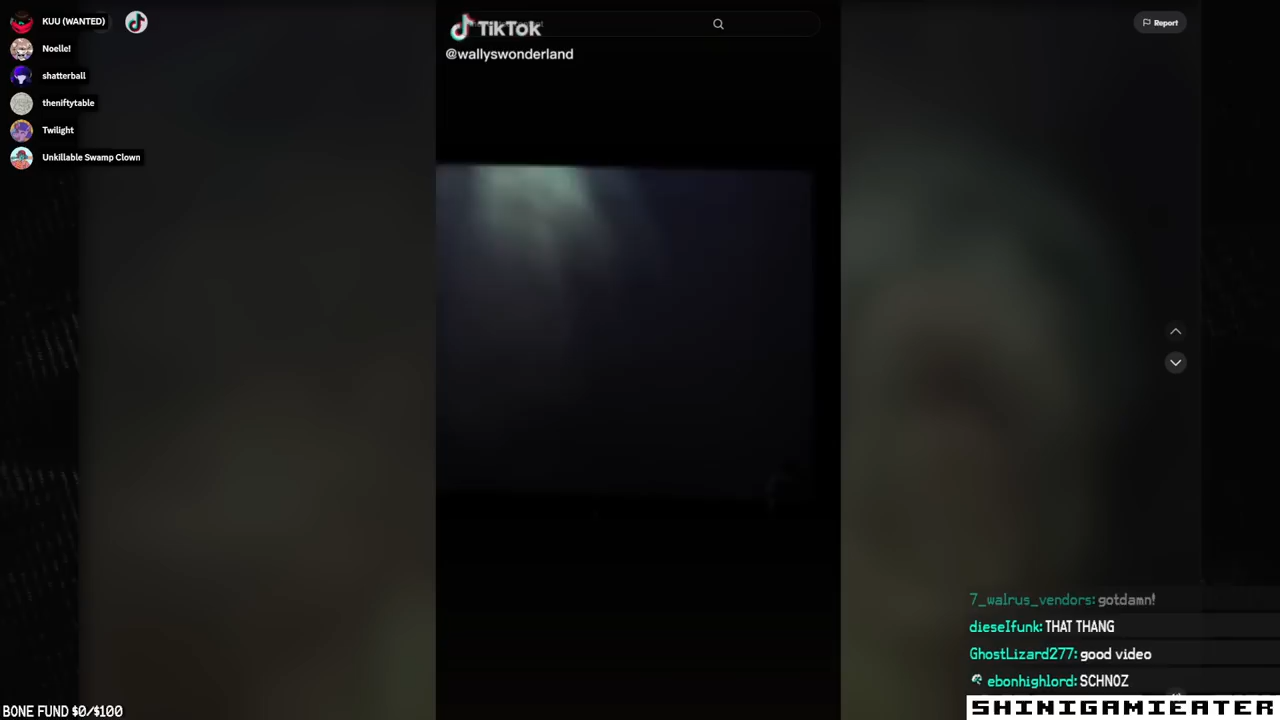 KUU (WANTED)
Noelle!
shatterball
theniftytable
Twilight
Unkillable Swamp Clown
TikTok
@wallyswonderland
Report
7_walrus_vendors: gotdamn!
dieseIfunk: THAT THANG
GhostLizard277: good video
ebonhighlord: SCHNOZ
SHINIGAMIEATER
BONE FUND $0/$100